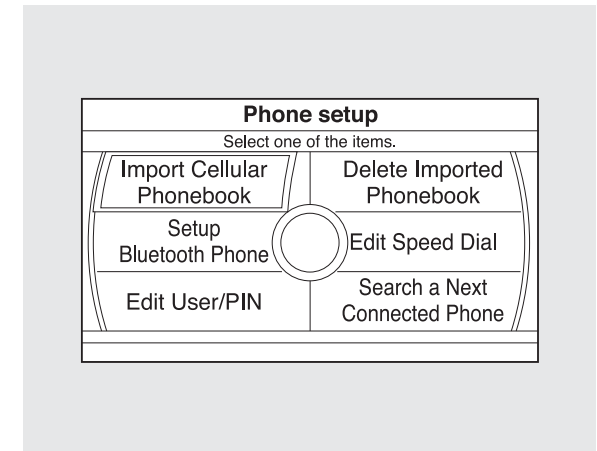 Phone setup
Select one of the items.
Import Cellular
Phonebook
Delete Imported
Phonebook
Setup
Bluetooth Phone
Edit Speed Dial
Edit User/PIN
Search a Next
Connected Phone